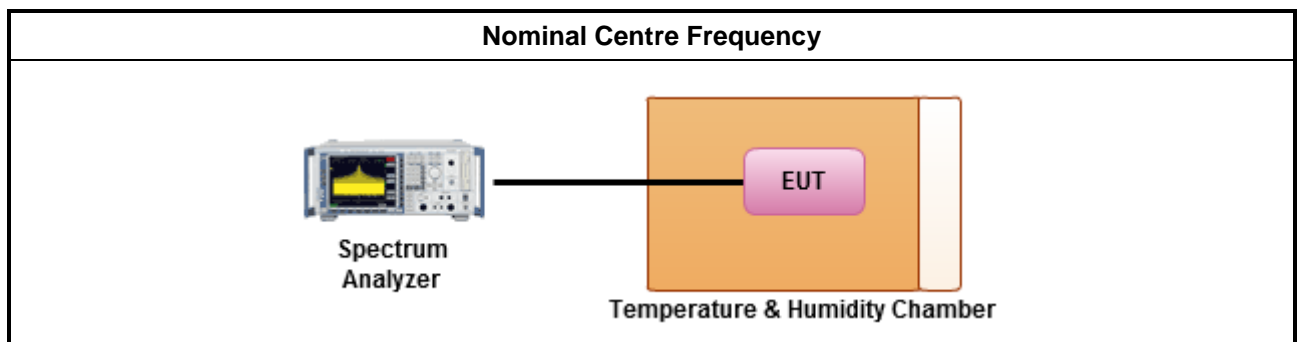 Nominal Centre Frequency
EUT
Spectrum
Analyzer
Temperature & Humidity Chamber